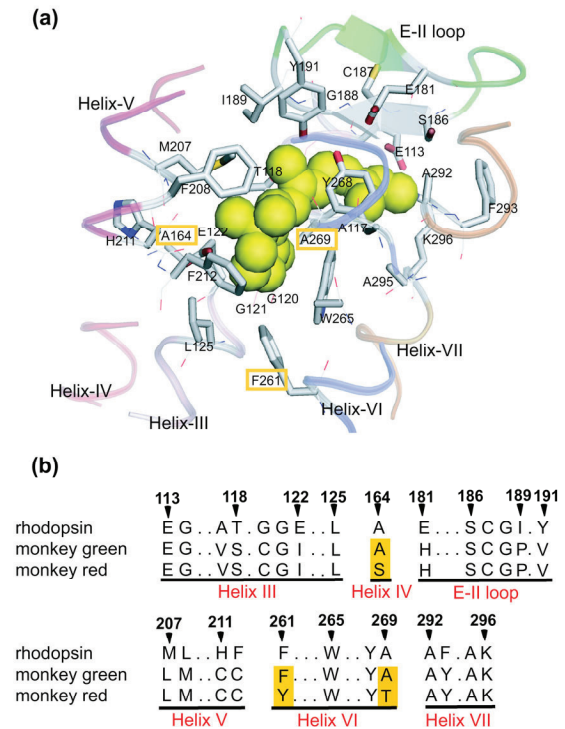 (a)
E-II loop
Y191
C187
E181
G188
Helix-V
I189
S186
M207
E113
T118
A292
F208
Y268
F293
A164
E122
A117
H211
A269
K296
F212
A295
G120
G121
W265
L125
Helix-VII
F261
Helix-IV
Helix-III
Helix-VI
(b)
113 118 122 125 164 181 186 189 191
rhodopsin E G . . A T . G G E . . L A E . . . S C G I . Y
monkey green E G . . V S . C G I . . L A H . . . S C G P . V
monkey red E G . . V S . C G I . . L S H . . . S C G P . V
Helix III Helix IV E-II loop
207 211 261 265 269 292 296
rhodopsin M L . . H F F . . . W . . Y A A F . A K
monkey green L M . . C C F . . . W . . Y A A Y . A K
monkey red L M . . C C Y . . . W . . Y T A Y . A K
Helix V Helix VI Helix VII